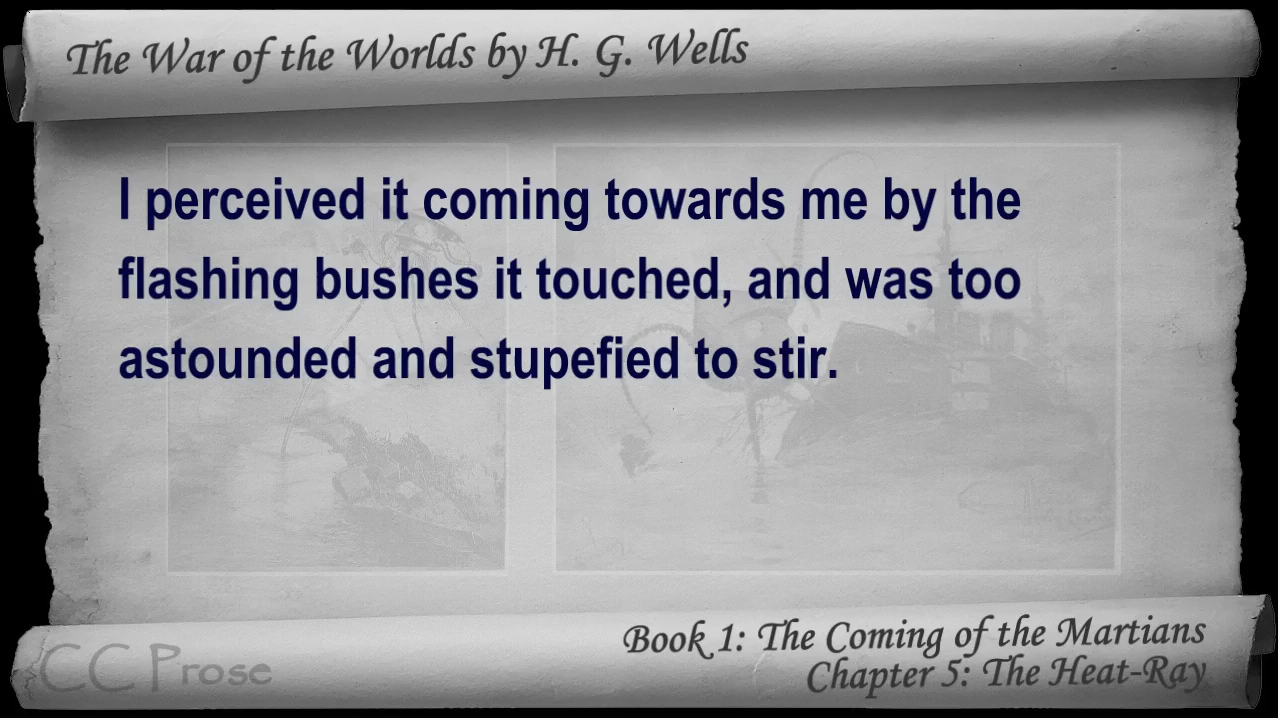 The War of the Worlds by H. G. Wells
I perceived it coming towards me by the
flashing bushes it touched, and was too
astounded and stupefied to stir.
Book 1: The Coming of the Martians
Chapter 5: The Heat-Ray
CC Prose